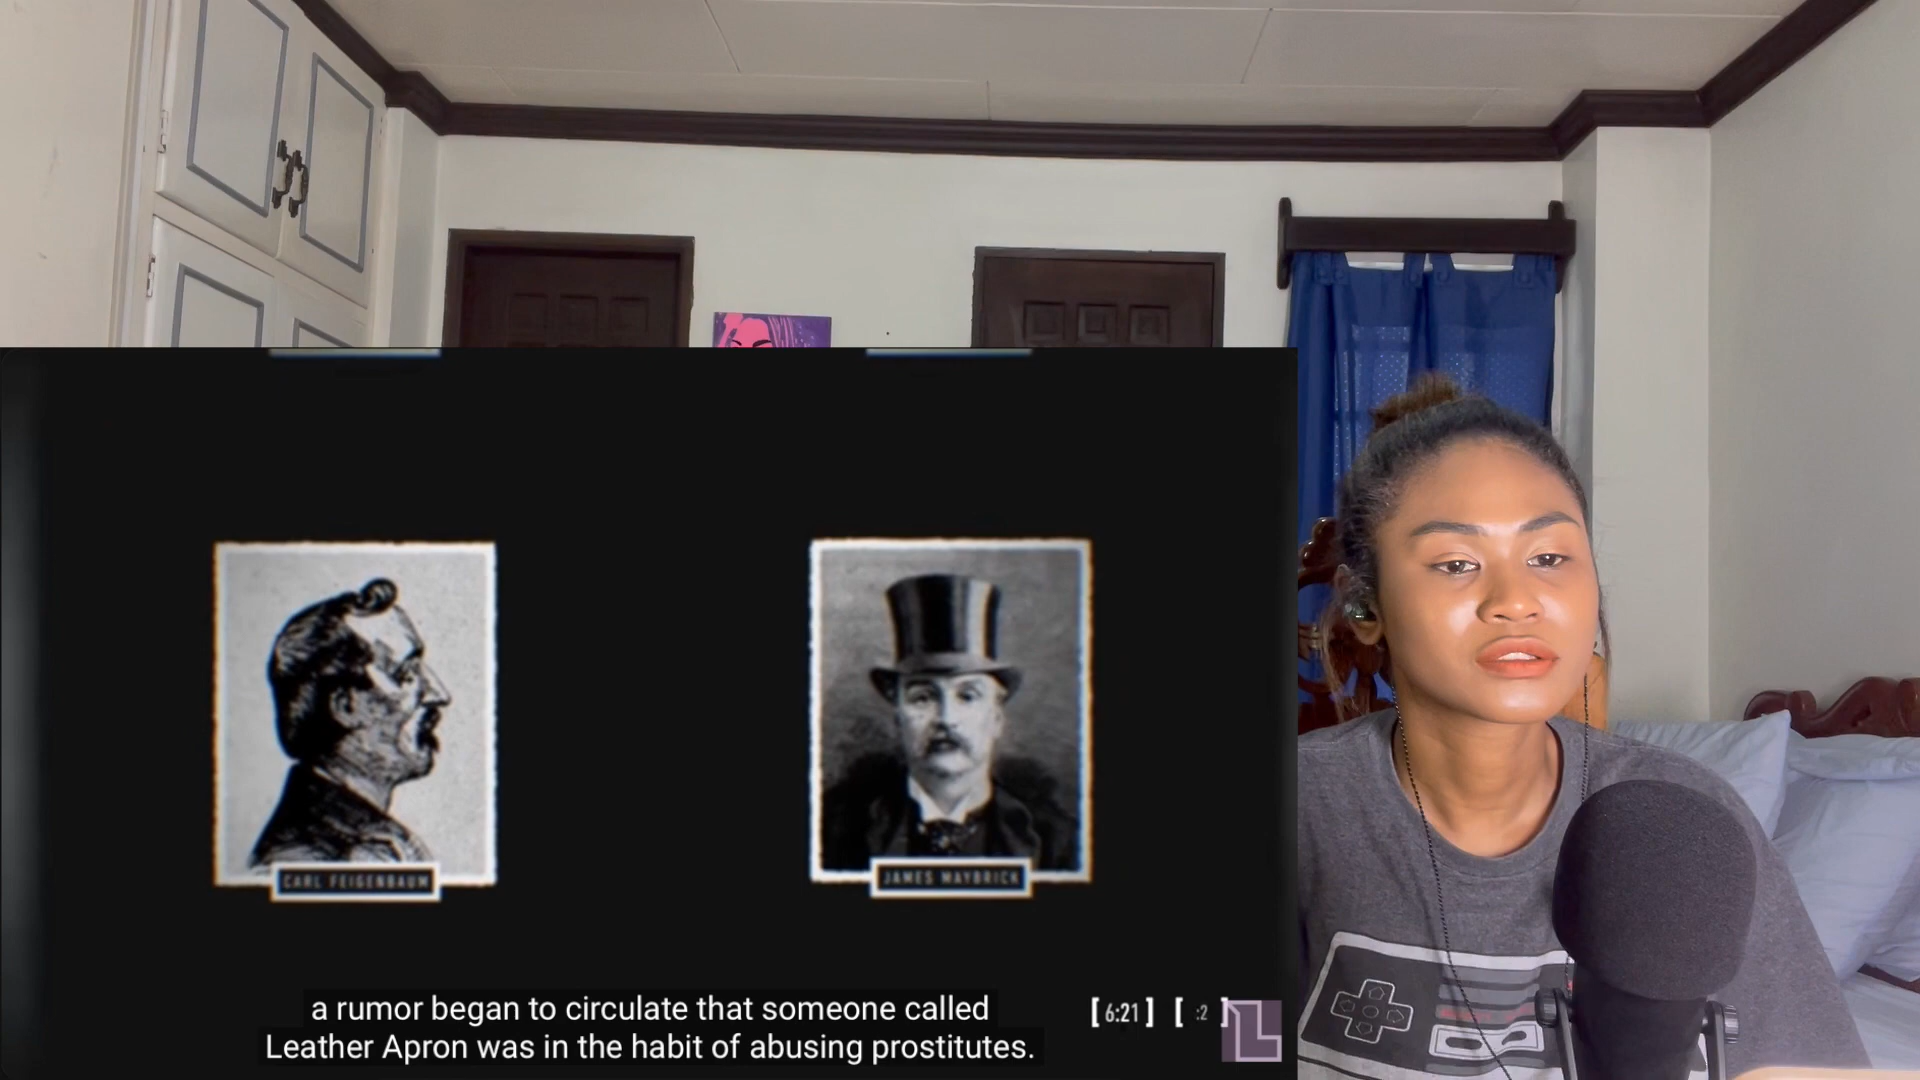 CARL FEIGENBAUM
JAMES MAYBRICK
a rumor began to circulate that someone called
Leather Apron was in the habit of abusing prostitutes.
[6:21] [ :2 ]